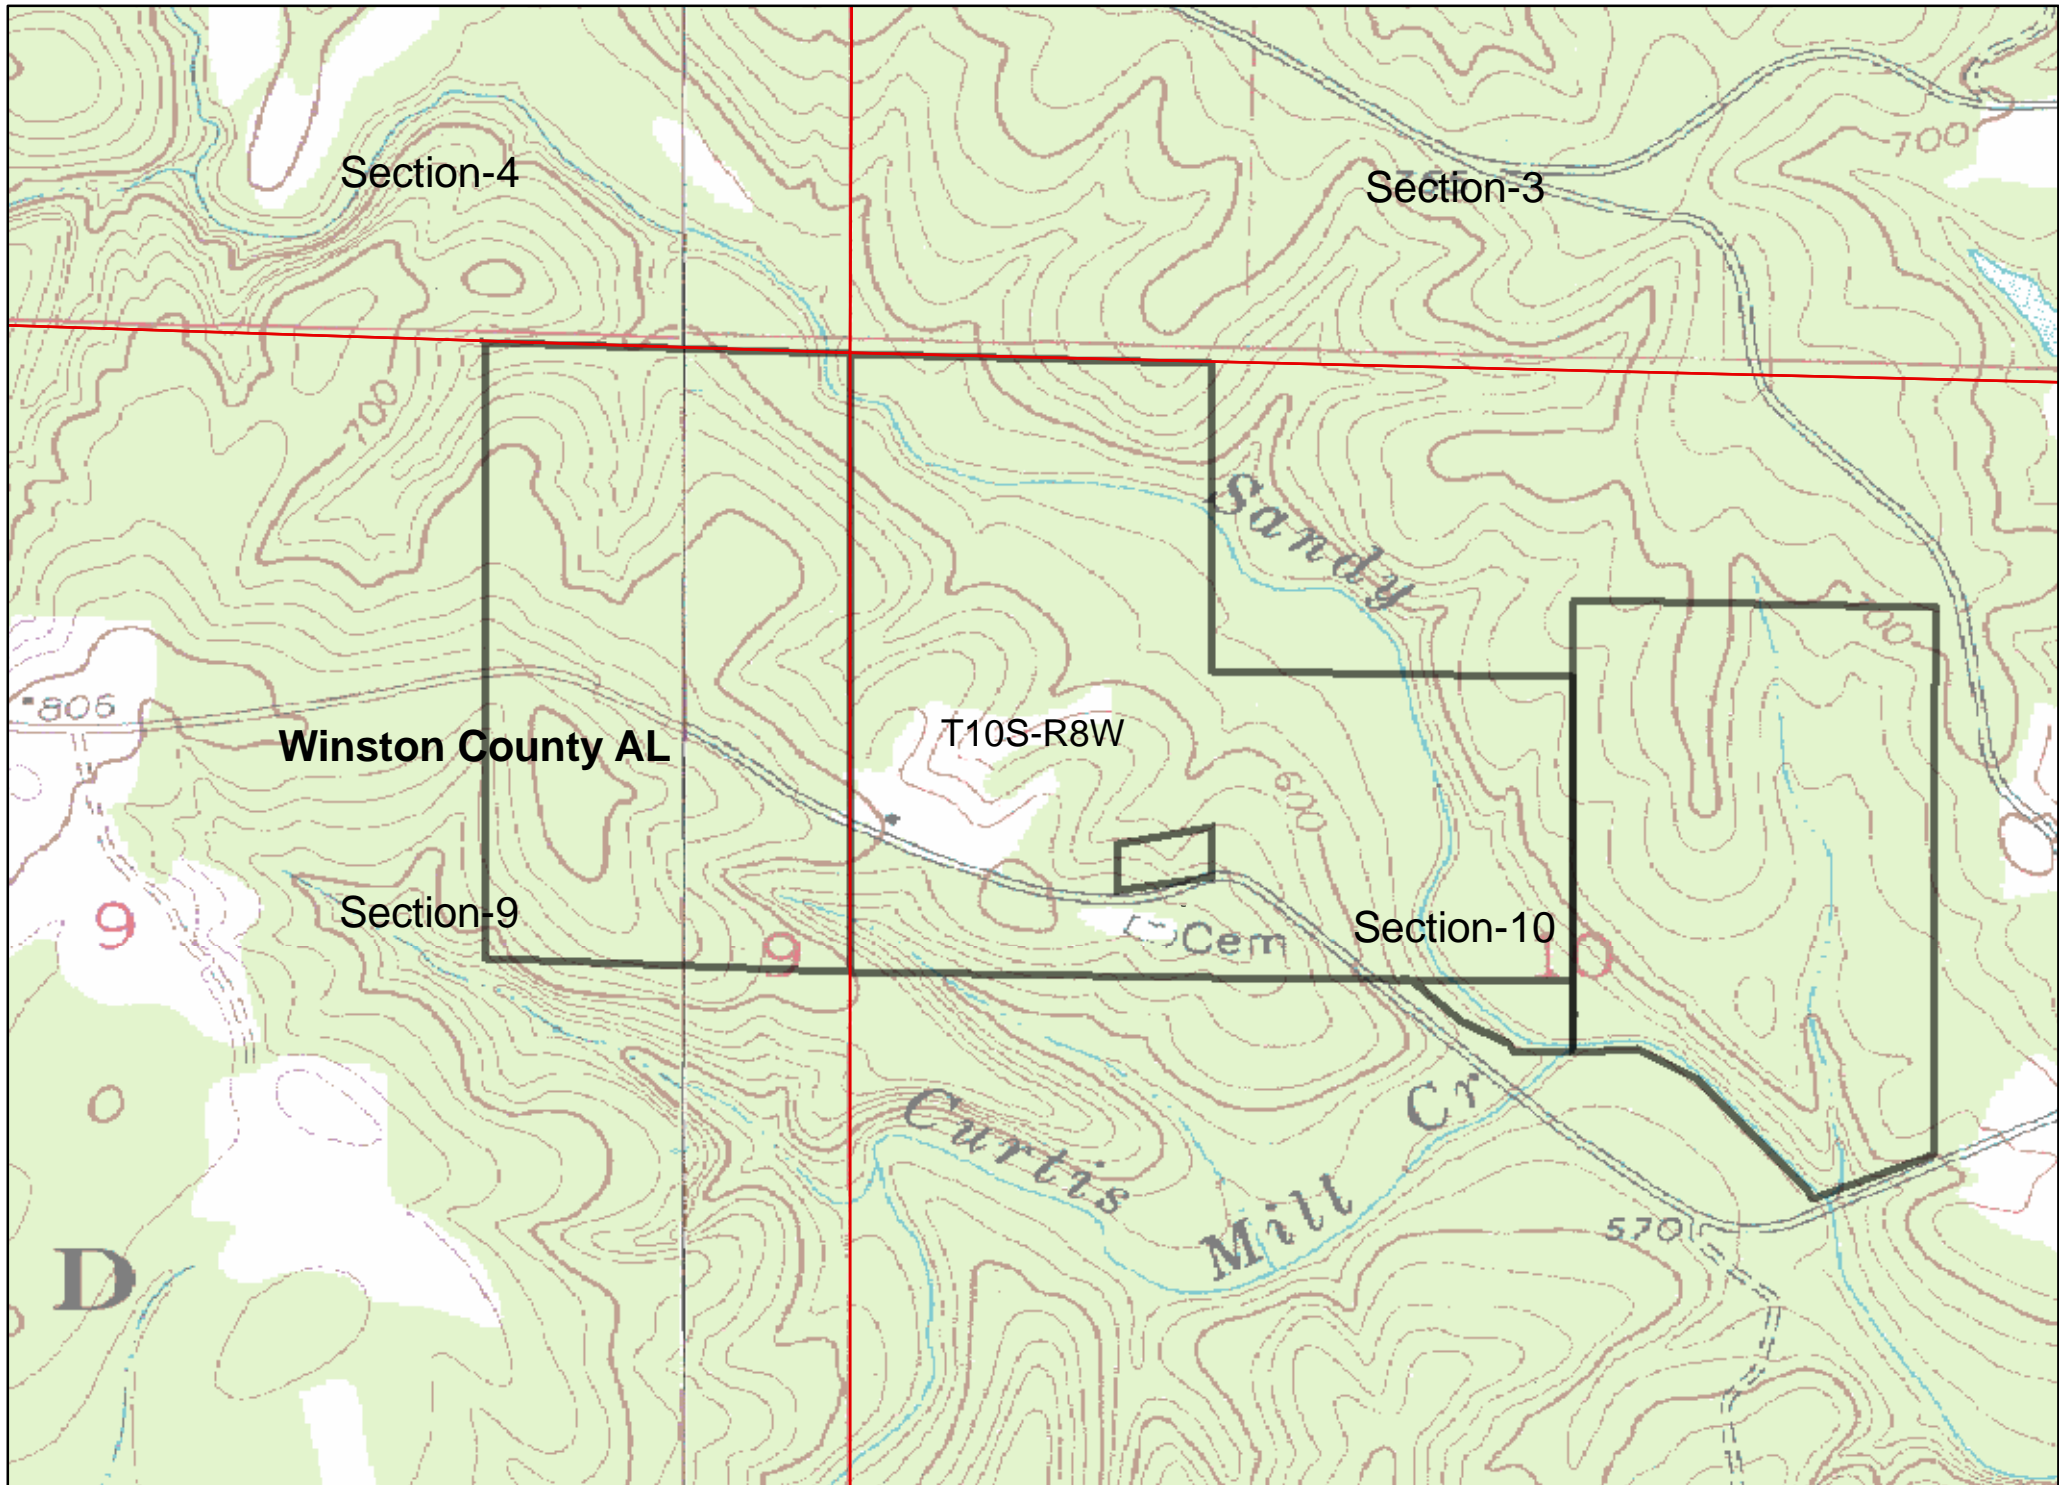 Section-4
Section-3
700
700
Sandy
700
600
806
Winston County AL
T10S-R8W
Section-9
9
9
Cem
Section-10
10
Curtis
Mill
Cr
570
D